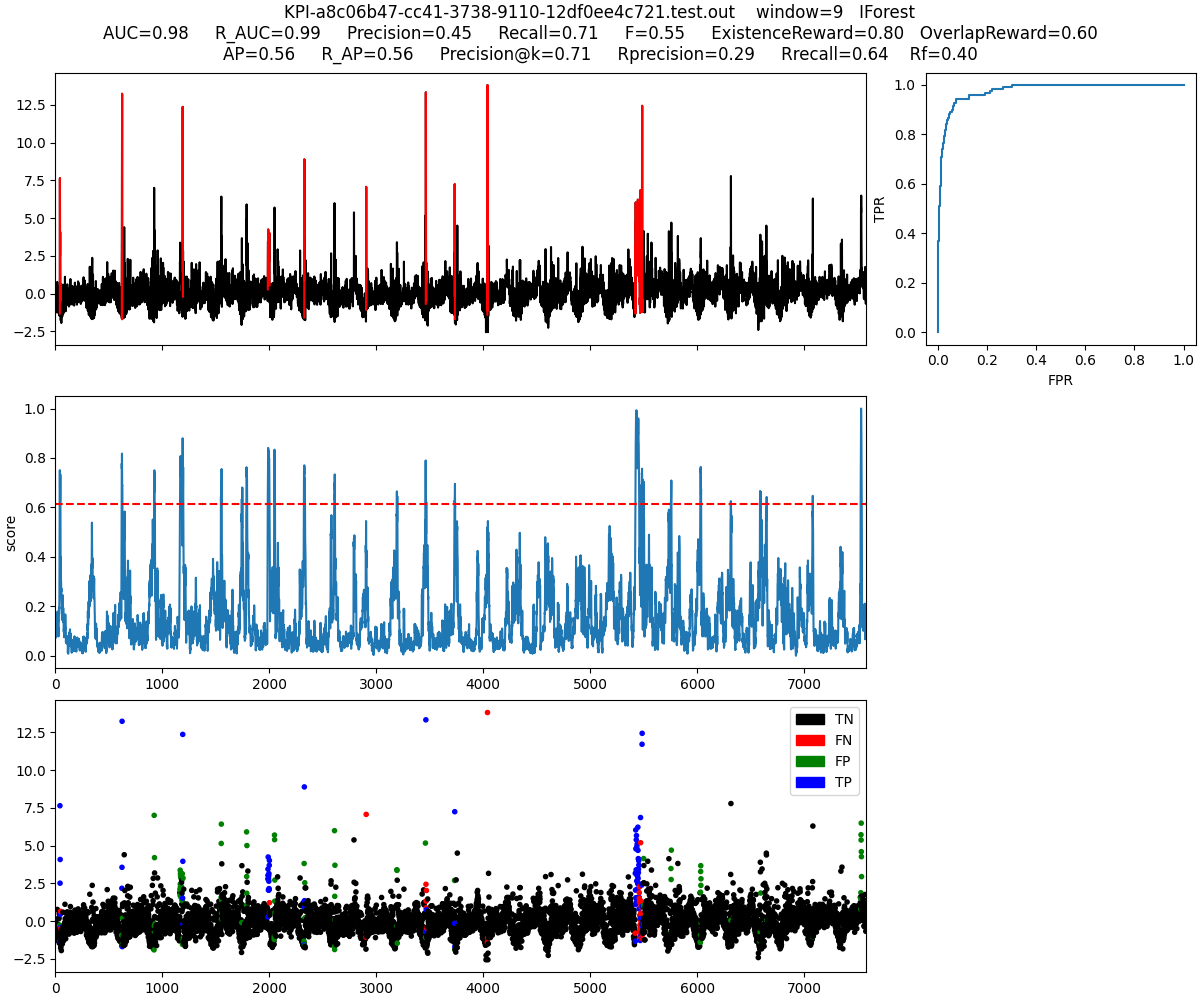 KPI-a8c06b47-cc41-3738-9110-12df0ee4c721.test.out window=9 IForest
AUC=0.98 R_AUC=0.99 Precision=0.45 Recall=0.71 F=0.55 ExistenceReward=0.80 OverlapReward=0.60
AP=0.56 R_AP=0.56 Precision@k=0.71 Rprecision=0.29 Rrecall=0.64 Rf=0.40
12.5
10.0
7.5
5.0
2.5
0.0
−2.5
1.0
0.8
0.6
0.4
0.2
0.0
TPR
0.0 0.2 0.4 0.6 0.8 1.0
FPR
1.0
0.8
0.6
0.4
0.2
0.0
score
0 1000 2000 3000 4000 5000 6000 7000
12.5
10.0
7.5
5.0
2.5
0.0
−2.5
TN
FN
FP
TP
0 1000 2000 3000 4000 5000 6000 7000